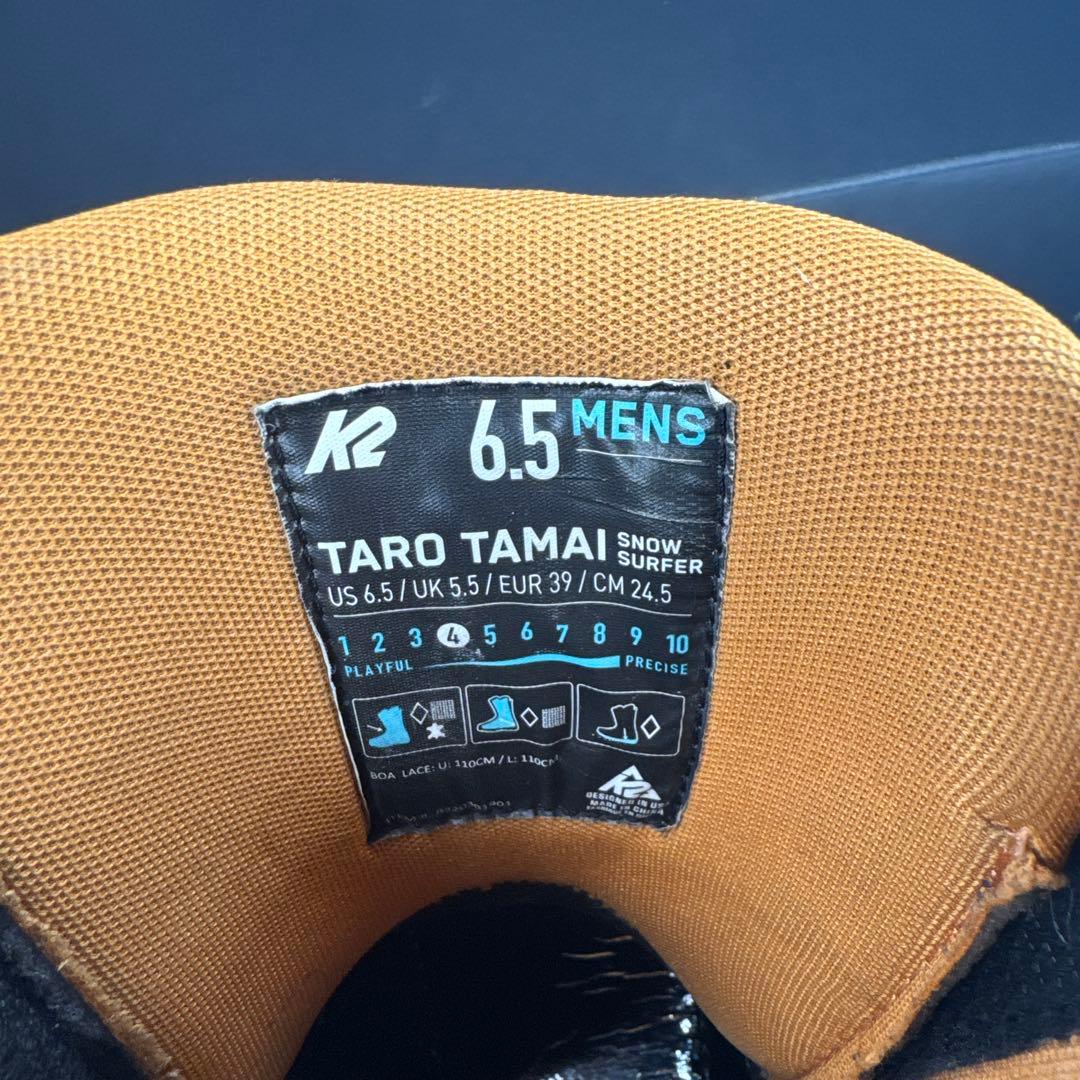 K2 6.5 MENS
TARO TAMAI SNOW SURFER
US 6.5 / UK 5.5 / EUR 39 / CM 24.5
1 2 3 4 5 6 7 8 9 10
PLAYFUL PRECISE
BOA LACE: U: 110CM / L: 110CM
K2
DESIGNED IN US
MADE IN CHINA